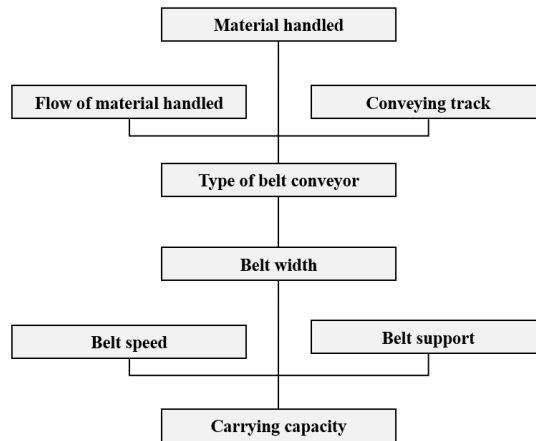 Material handled
Flow of material handled
Conveying track
Type of belt conveyor
Belt width
Belt speed
Belt support
Carrying capacity